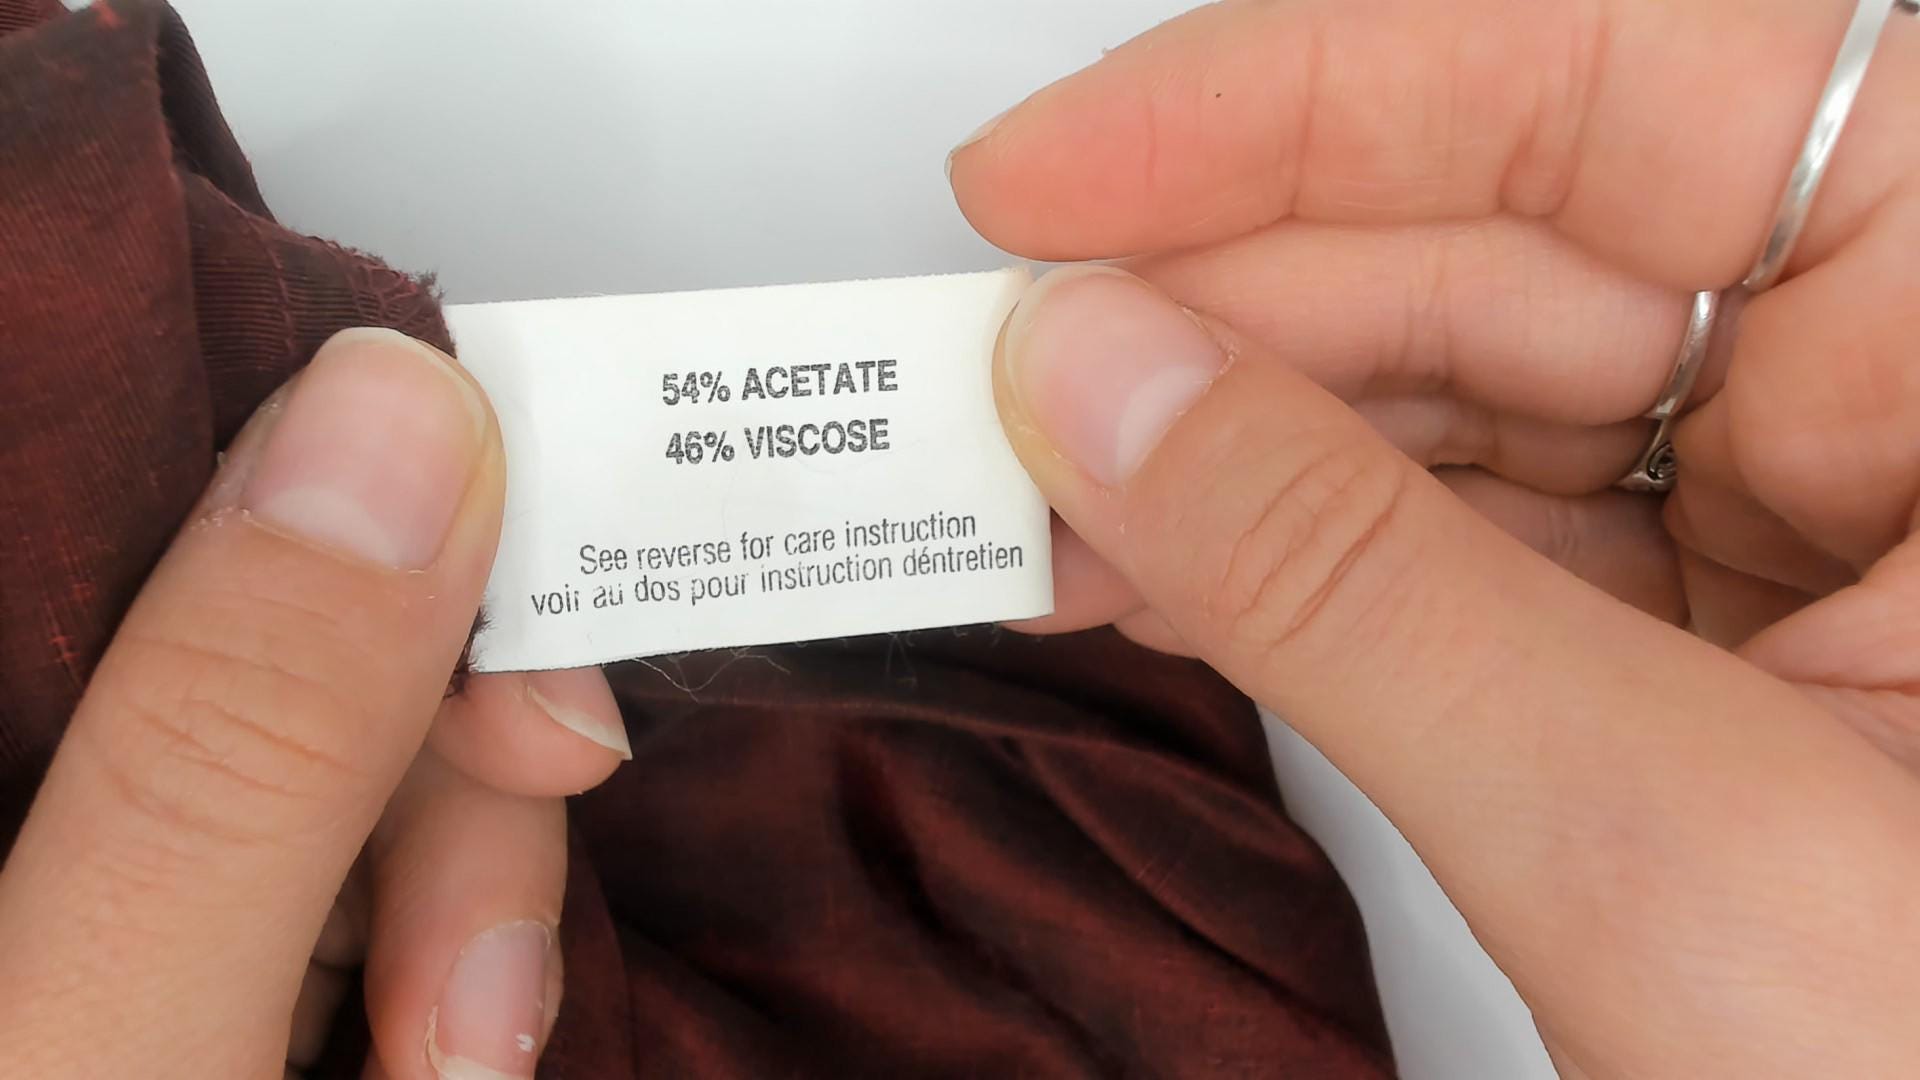 54% ACETATE
46% VISCOSE
See reverse for care instruction
voir au dos pour instruction déntretien